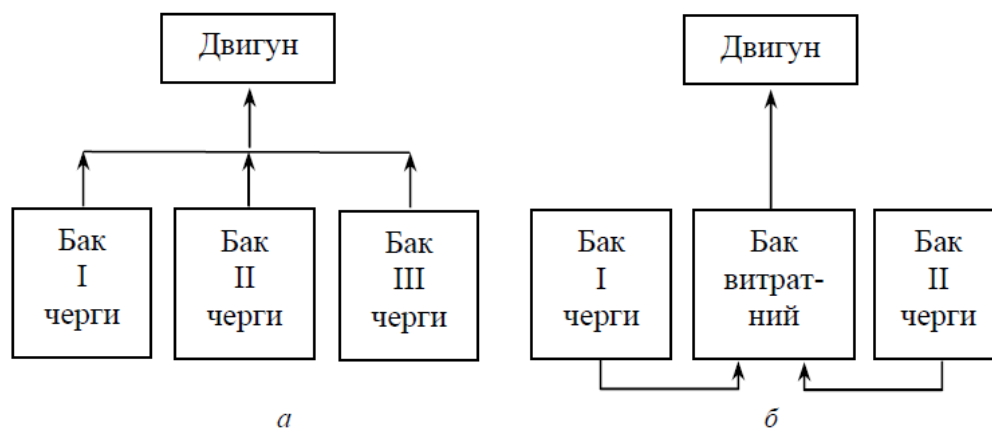 Двигун
Бак
I
черги
Бак
II
черги
Бак
III
черги
а
Двигун
Бак
I
черги
Бак
витрат-
ний
Бак
II
черги
б